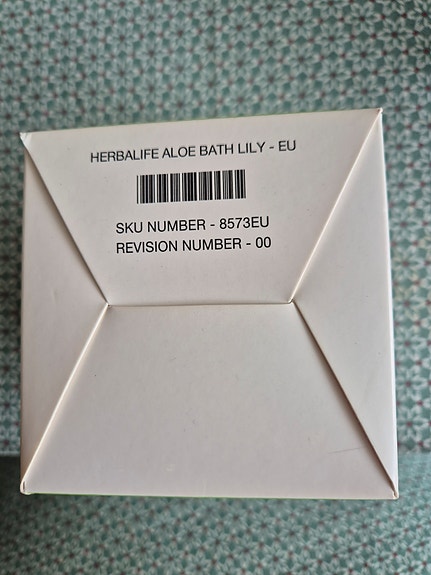 HERBALIFE ALOE BATH LILY - EU
SKU NUMBER - 8573EU
REVISION NUMBER - 00